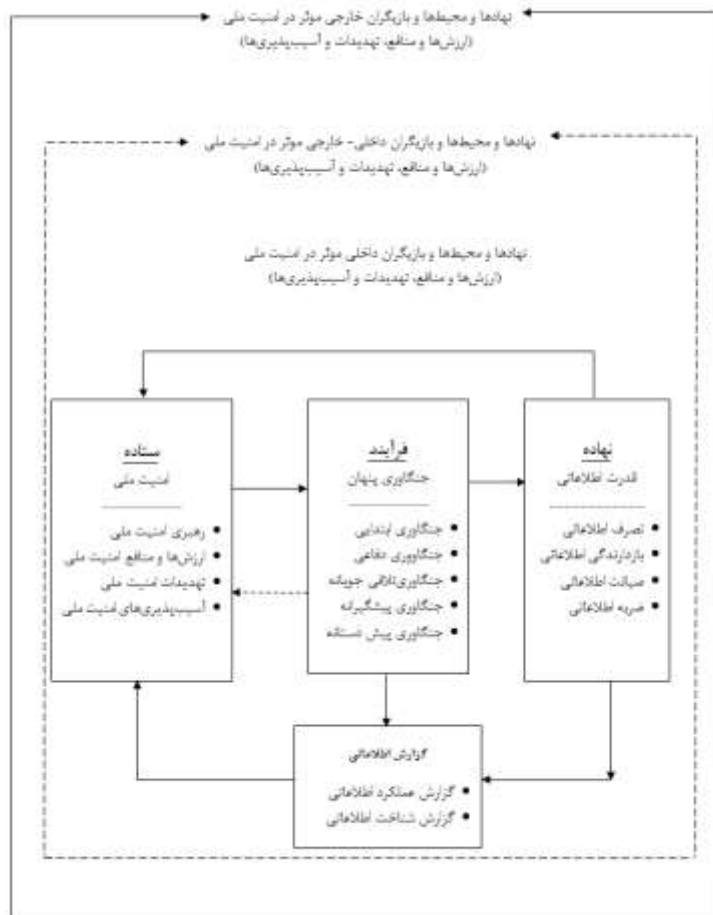 نهادها و محیط‌ها و بازیگران خارجی موثر در امنیت ملی
(ارزش‌ها و منافع، تهدیدات و آسیب‌پذیری‌ها)
نهادها و محیط‌ها و بازیگران داخلی- خارجی موثر در امنیت ملی
(ارزش‌ها و منافع، تهدیدات و آسیب‌پذیری‌ها)
نهادها و محیط‌ها و بازیگران داخلی موثر در امنیت ملی
(ارزش‌ها و منافع، تهدیدات و آسیب‌پذیری‌ها)
نهاده
قدرت اطلاعاتی
• تصرف اطلاعاتی
• بازدارندگی اطلاعاتی
• صیانت اطلاعاتی
• ضربه اطلاعاتی
فرآیند
جنگاوری پنهان
• جنگاوری ابتدایی
• جنگاووری دفاعی
• جنگاوری‌تلافی جویانه
• جنگاوری پیشگیرانه
• جنگاوری پیش دستانه
ستاده
امنیت ملی
• رهبری امنیت ملی
• ارزش‌ها و منافع امنیت ملی
• تهدیدات امنیت ملی
• آسیب‌پذیری‌های امنیت ملی
گزارش اطلاعاتی
• گزارش عملکرد اطلاعاتی
• گزارش شناخت اطلاعاتی